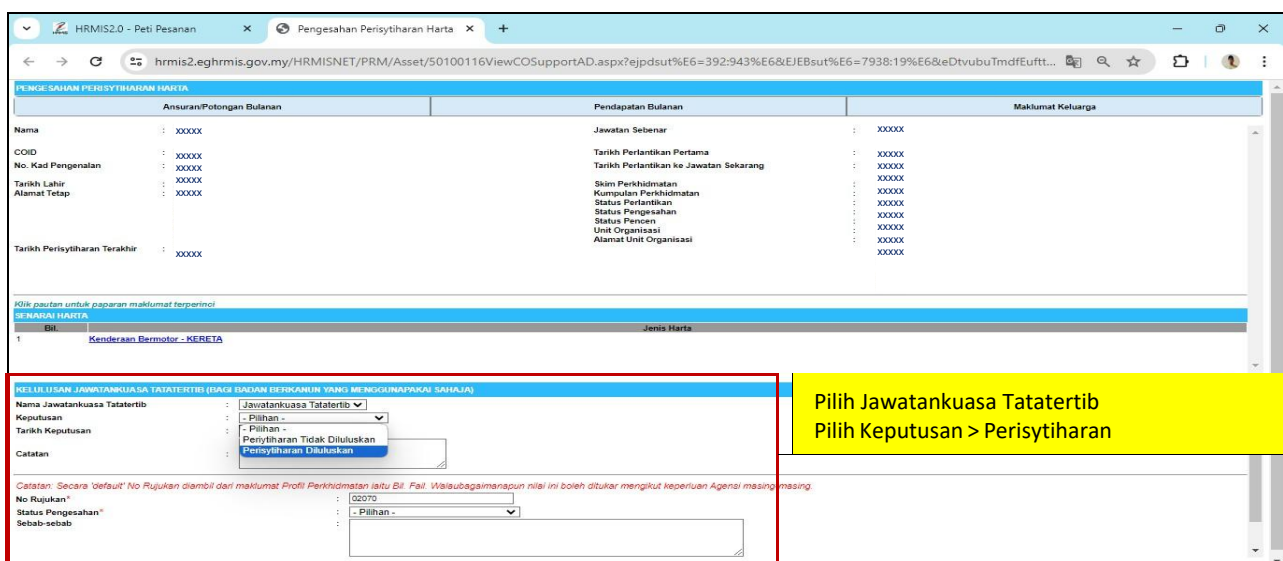 HRMIS2.0 - Peti Pesanan
Pengesahan Perisytiharan Harta
hrmis2.eghrmis.gov.my/HRMISNET/PRM/Asset/50100116ViewCOSupportAD.aspx?ejpdsut%E6=392:943%E6&EJEBsut%E6=7938:19%E6&eDtvubuTmdfEuftt...
PENGESAHAN PERISYTIHARAN HARTA
Ansuran/Potongan Bulanan Pendapatan Bulanan Maklumat Keluarga
Nama : XXXXX Jawatan Sebenar : XXXXX
COID : XXXXX Tarikh Perlantikan Pertama : XXXXX
No. Kad Pengenalan : XXXXX Tarikh Perlantikan ke Jawatan Sekarang : XXXXX
Tarikh Lahir : XXXXX Skim Perkhidmatan : XXXXX
Alamat Tetap : XXXXX Kumpulan Perkhidmatan : XXXXX
Status Perlantikan : XXXXX
Status Pengesahan : XXXXX
Status Pencen : XXXXX
Unit Organisasi : XXXXX
Alamat Unit Organisasi : XXXXX
Tarikh Perisytiharan Terakhir : XXXXX
Klik pautan untuk paparan maklumat terperinci
SENARAI HARTA
Bil. Jenis Harta
1 Kenderaan Bermotor - KERETA
KELULUSAN JAWATANKUASA TATATERTIB (BAGI BADAN BERKANUN YANG MENGGUNAPAKAI SAHAJA)
Nama Jawatankuasa Tatatertib : Jawatankuasa Tatatertib
Keputusan : - Pilihan -
Tarikh Keputusan : - Pilihan -
Periytiharan Tidak Diluluskan
Perisytiharan Diluluskan
Catatan :
Pilih Jawatankuasa Tatatertib
Pilih Keputusan > Perisytiharan
Catatan: Secara 'default' No Rujukan diambil dari maklumat Profil Perkhidmatan iaitu Bil. Fail. Walaubagaimanapun nilai ini boleh ditukar mengikut keperluan Agensi masing-masing.
No Rujukan* : 02070
Status Pengesahan* : - Pilihan -
Sebab-sebab :